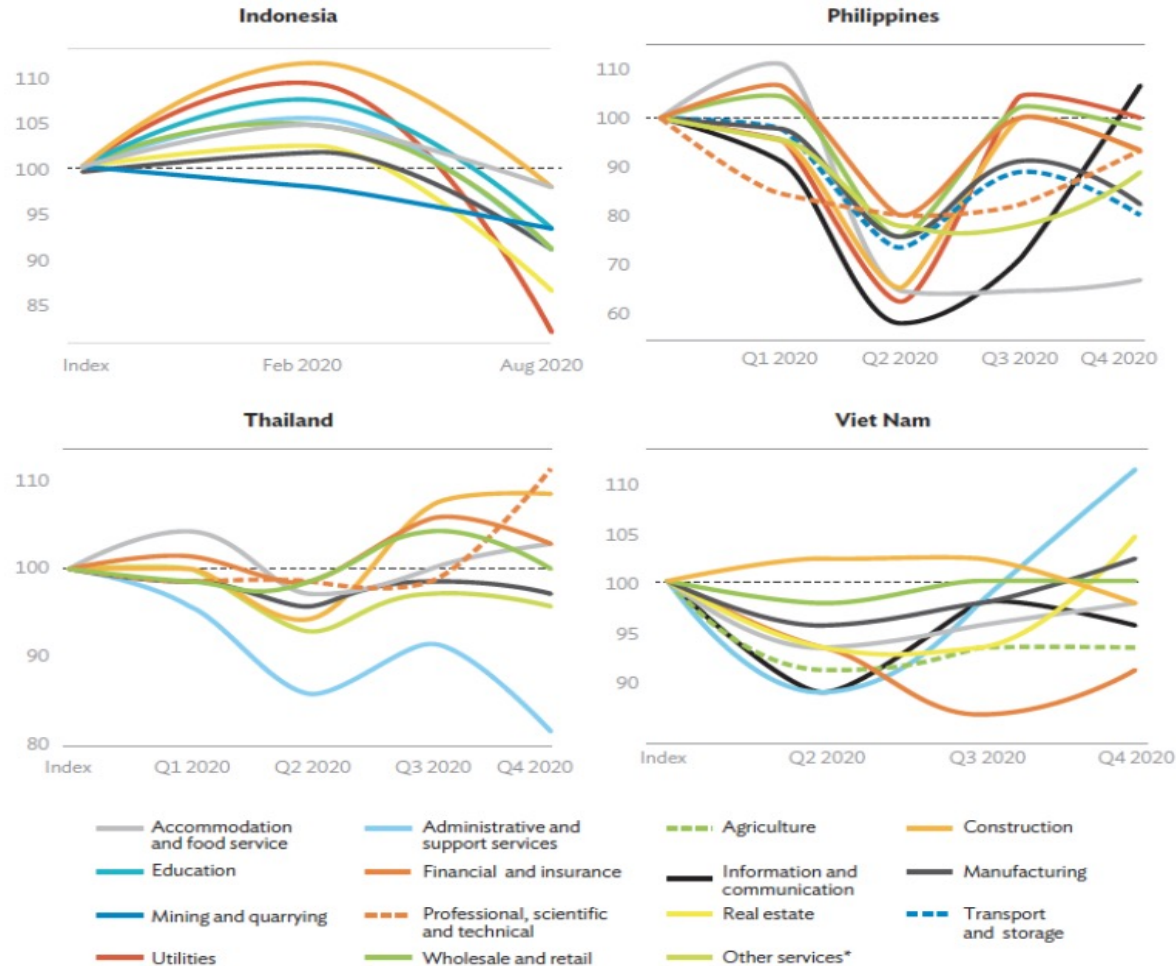 Indonesia
110
105
100
95
90
85
Index Feb 2020 Aug 2020
Philippines
110
100
90
80
70
60
Q1 2020 Q2 2020 Q3 2020 Q4 2020
Thailand
110
100
90
80
Index Q1 2020 Q2 2020 Q3 2020 Q4 2020
Viet Nam
110
105
100
95
90
Index Q2 2020 Q3 2020 Q4 2020
Accommodation
and food service
Administrative and
support services
Agriculture
Construction
Education
Financial and insurance
Information and
communication
Manufacturing
Mining and quarrying
Professional, scientific
and technical
Real estate
Transport
and storage
Utilities
Wholesale and retail
Other services*